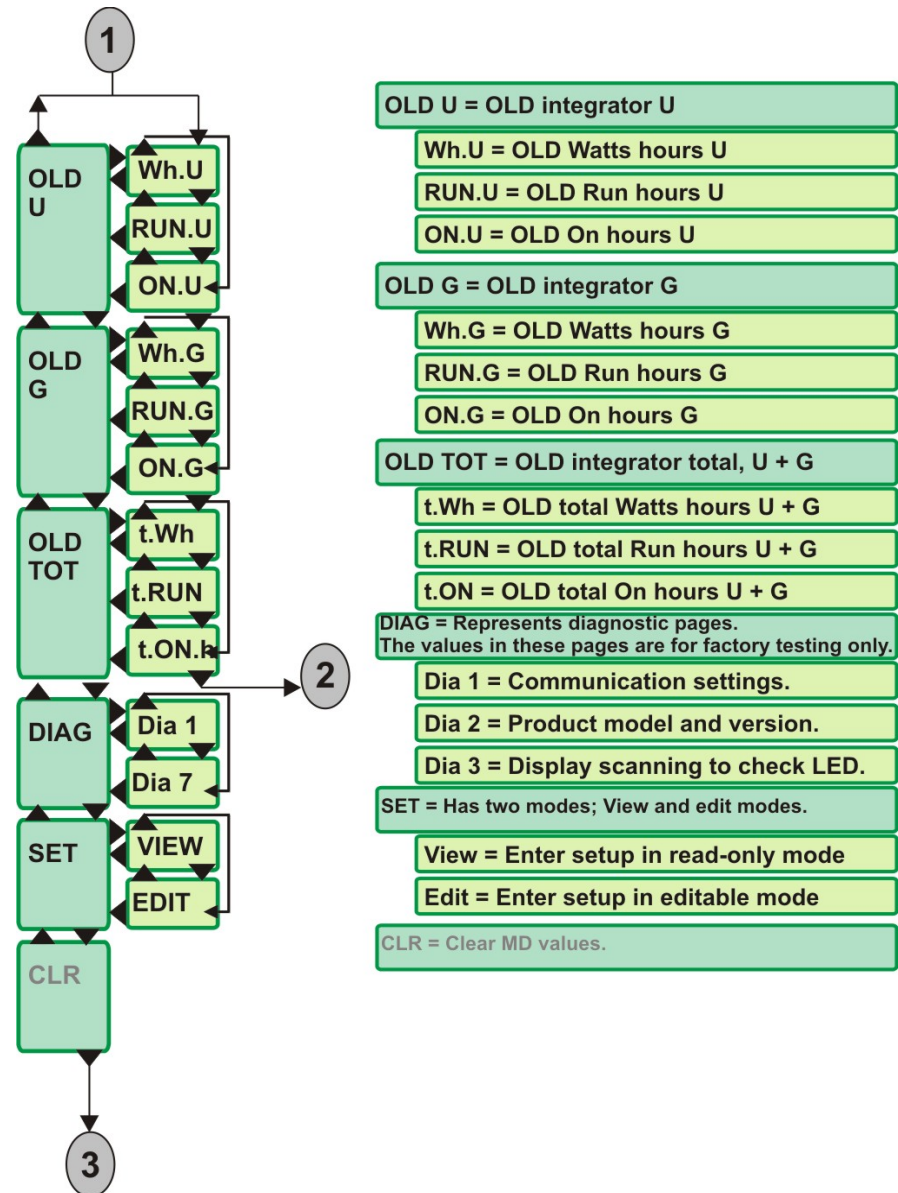 1
OLD
U
Wh.U
RUN.U
ON.U
OLD
G
Wh.G
RUN.G
ON.G
OLD
TOT
t.Wh
t.RUN
t.ON.h
2
DIAG
Dia 1
Dia 7
SET
VIEW
EDIT
CLR
3
OLD U = OLD integrator U
Wh.U = OLD Watts hours U
RUN.U = OLD Run hours U
ON.U = OLD On hours U
OLD G = OLD integrator G
Wh.G = OLD Watts hours G
RUN.G = OLD Run hours G
ON.G = OLD On hours G
OLD TOT = OLD integrator total, U + G
t.Wh = OLD total Watts hours U + G
t.RUN = OLD total Run hours U + G
t.ON = OLD total On hours U + G
DIAG = Represents diagnostic pages.
The values in these pages are for factory testing only.
Dia 1 = Communication settings.
Dia 2 = Product model and version.
Dia 3 = Display scanning to check LED.
SET = Has two modes; View and edit modes.
View = Enter setup in read-only mode
Edit = Enter setup in editable mode
CLR = Clear MD values.